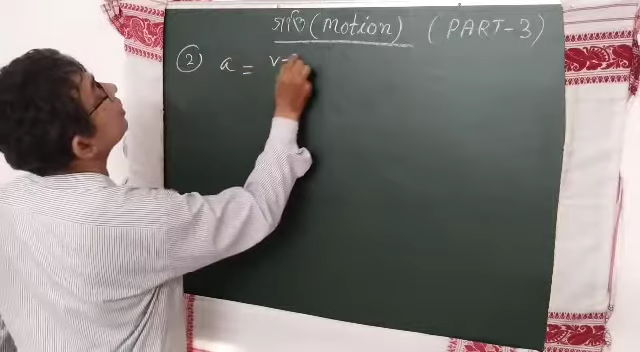 গতি (Motion) (PART-3)
② a = v-